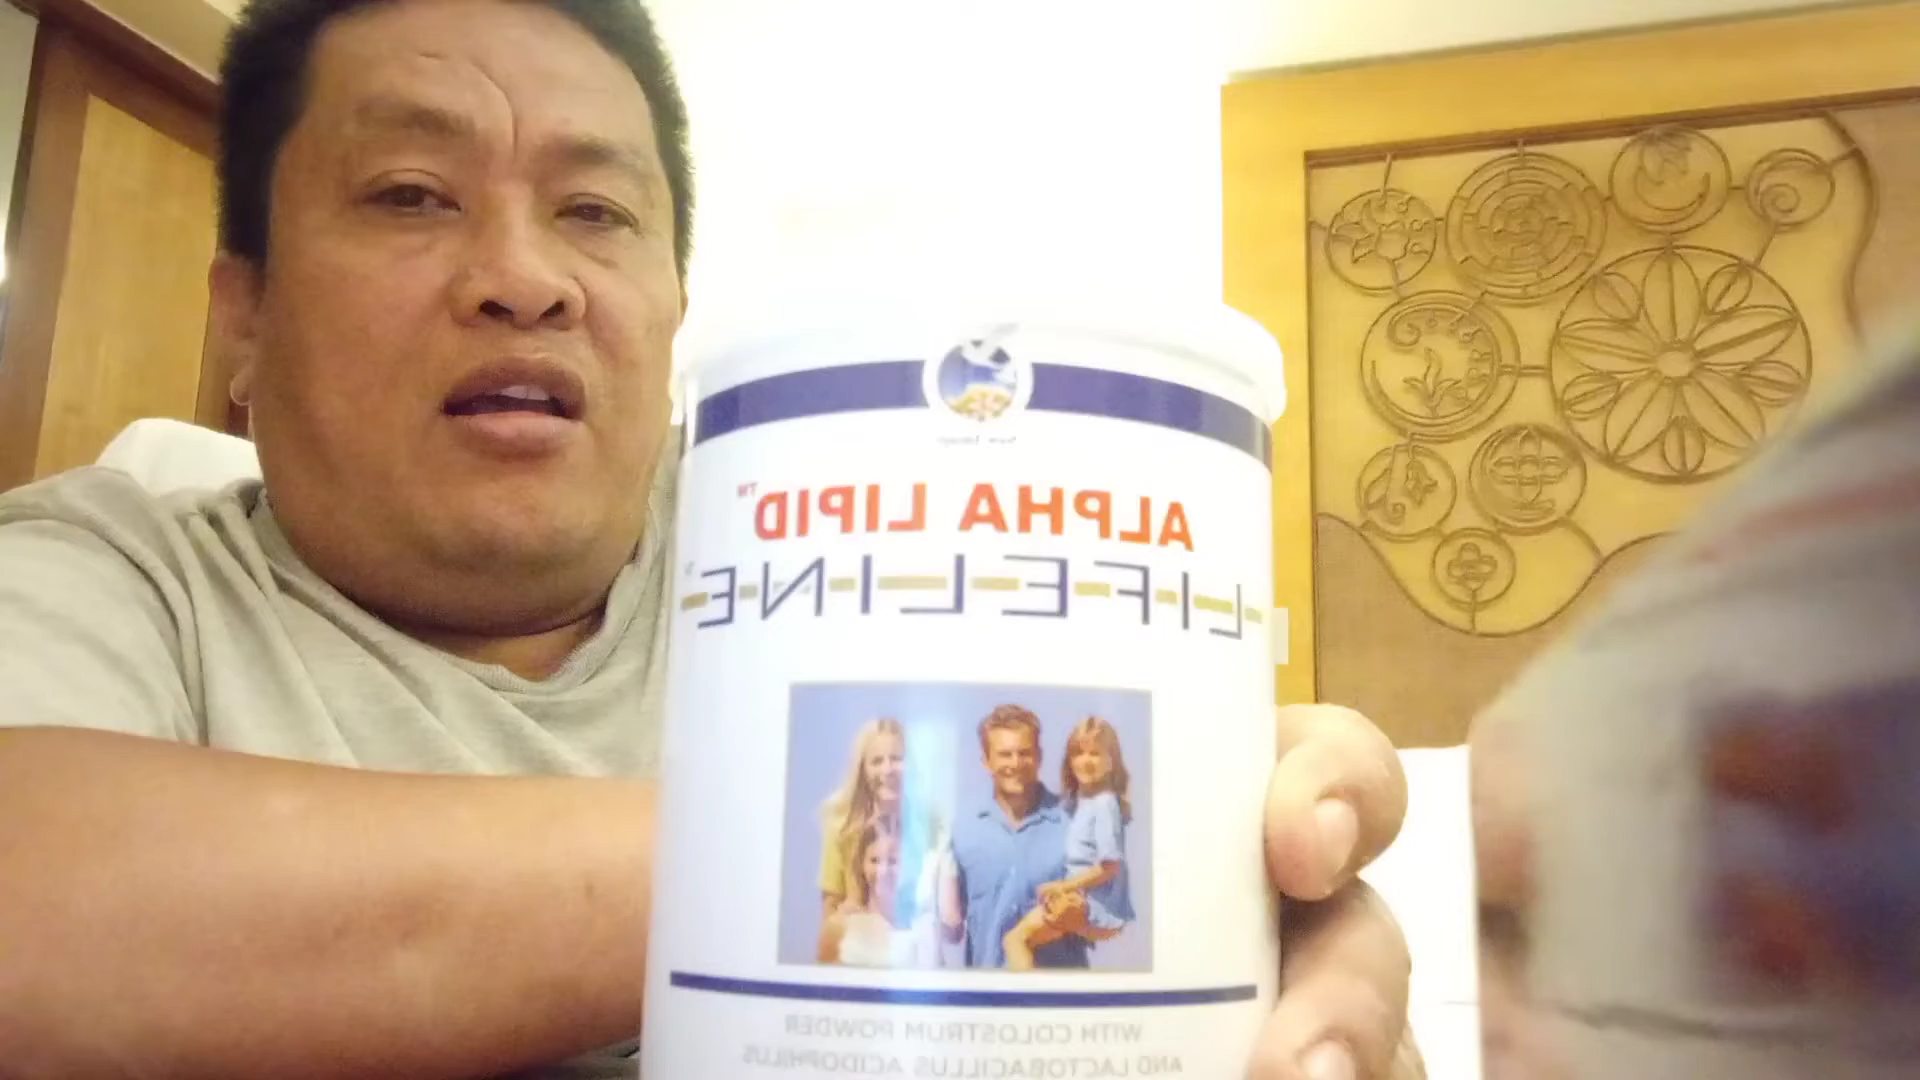 ALPHA LIPID™
LIFELINE
WITH COLOSTRUM POWDER
AND LACTOBACILLUS ACIDOPHILUS